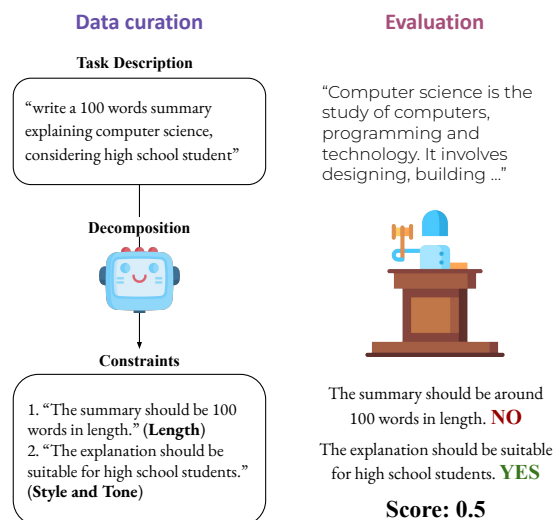 Data curation
Task Description
“write a 100 words summary
explaining computer science,
considering high school student”
Decomposition
Constraints
1. “The summary should be 100
words in length.” (Length)
2. “The explanation should be
suitable for high school students.”
(Style and Tone)
Evaluation
“Computer science is the
study of computers,
programming and
technology. It involves
designing, building ...”
The summary should be around
100 words in length. NO
The explanation should be suitable
for high school students. YES
Score: 0.5